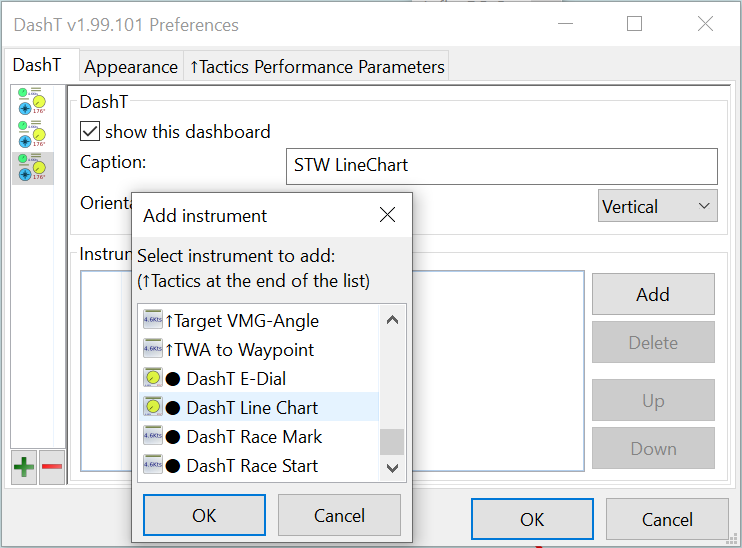 DashT v1.99.101 Preferences
DashT
Appearance
↑Tactics Performance Parameters
DashT
show this dashboard
Caption:
STW LineChart
Orienta
Vertical
Instrum
Add instrument
Select instrument to add:
(↑Tactics at the end of the list)
4.6Kts ↑Target VMG-Angle
4.6Kts ↑TWA to Waypoint
● DashT E-Dial
● DashT Line Chart
4.6Kts ● DashT Race Mark
4.6Kts ● DashT Race Start
OK
Cancel
Add
Delete
Up
Down
176°
176°
176°
OK
Cancel